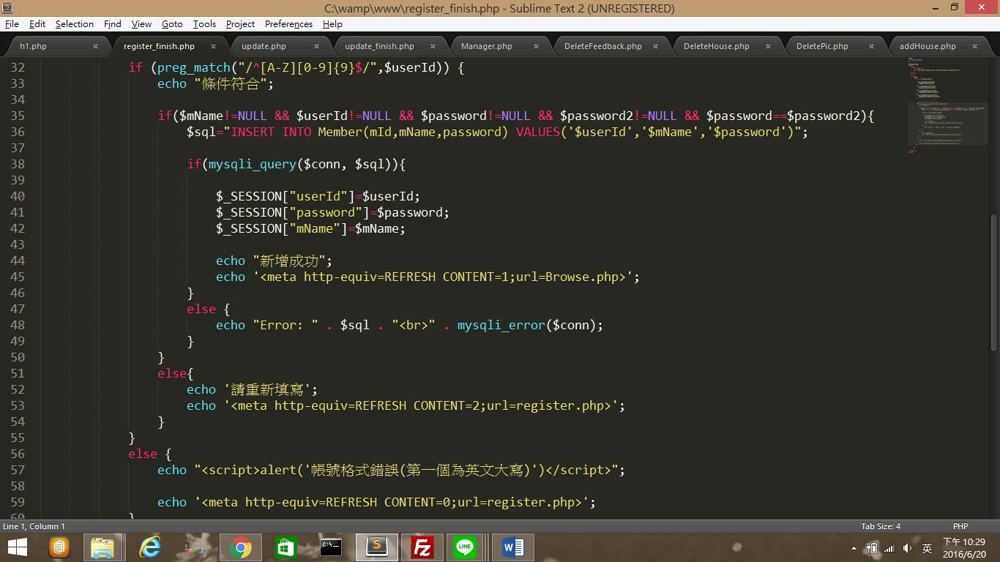 C:\wamp\www\register_finish.php - Sublime Text 2 (UNREGISTERED)
File Edit Selection Find View Goto Tools Project Preferences Help
h1.php × register_finish.php × update.php × update_finish.php × Manager.php × DeleteFeedback.php × DeleteHouse.php × DeletePic.php × addHouse.php ×
32 if (preg_match("/^[A-Z][0-9]{9}$/",$userId)) {
33 echo "條件符合";
34
35 if($mName!=NULL && $userId!=NULL && $password!=NULL && $password2!=NULL && $password==$password2){
36 $sql="INSERT INTO Member(mId,mName,password) VALUES('$userId','$mName','$password')";
37
38 if(mysqli_query($conn, $sql)){
39
40 $_SESSION["userId"]=$userId;
41 $_SESSION["password"]=$password;
42 $_SESSION["mName"]=$mName;
43
44 echo "新增成功";
45 echo '<meta http-equiv=REFRESH CONTENT=1;url=Browse.php>';
46 }
47 else {
48 echo "Error: " . $sql . "<br>" . mysqli_error($conn);
49 }
50 }
51 else{
52 echo '請重新填寫';
53 echo '<meta http-equiv=REFRESH CONTENT=2;url=register.php>';
54 }
55 }
56 else {
57 echo "<script>alert('帳號格式錯誤(第一個為英文大寫)')</script>";
58
59 echo '<meta http-equiv=REFRESH CONTENT=0;url=register.php>';
60 }
Line 1, Column 1 Tab Size: 4 PHP
C:\ S Fz LINE W 英 下午 10:29
2016/6/20